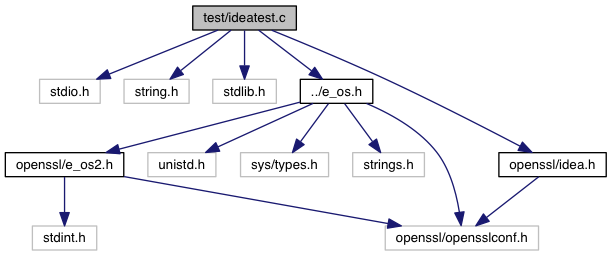 test/ideatest.c
stdio.h
string.h
stdlib.h
../e_os.h
openssl/e_os2.h
unistd.h
sys/types.h
strings.h
openssl/idea.h
stdint.h
openssl/opensslconf.h